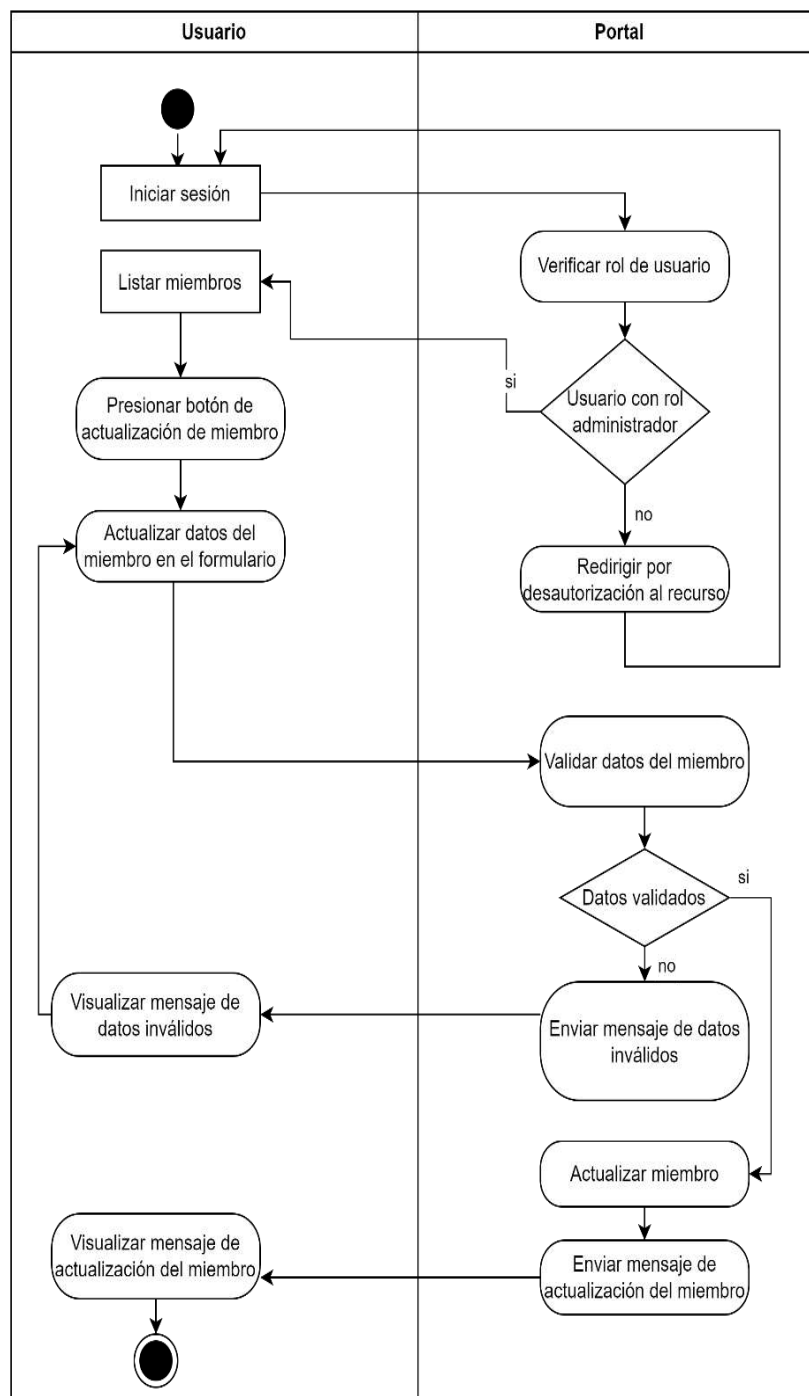 Usuario
Portal
Iniciar sesión
Verificar rol de usuario
Listar miembros
si
Usuario con rol
administrador
Presionar botón de
actualización de miembro
no
Actualizar datos del
miembro en el formulario
Redirigir por
desautorización al recurso
Validar datos del miembro
Datos validados
si
no
Visualizar mensaje de
datos inválidos
Enviar mensaje de datos
inválidos
Actualizar miembro
Visualizar mensaje de
actualización del miembro
Enviar mensaje de
actualización del miembro